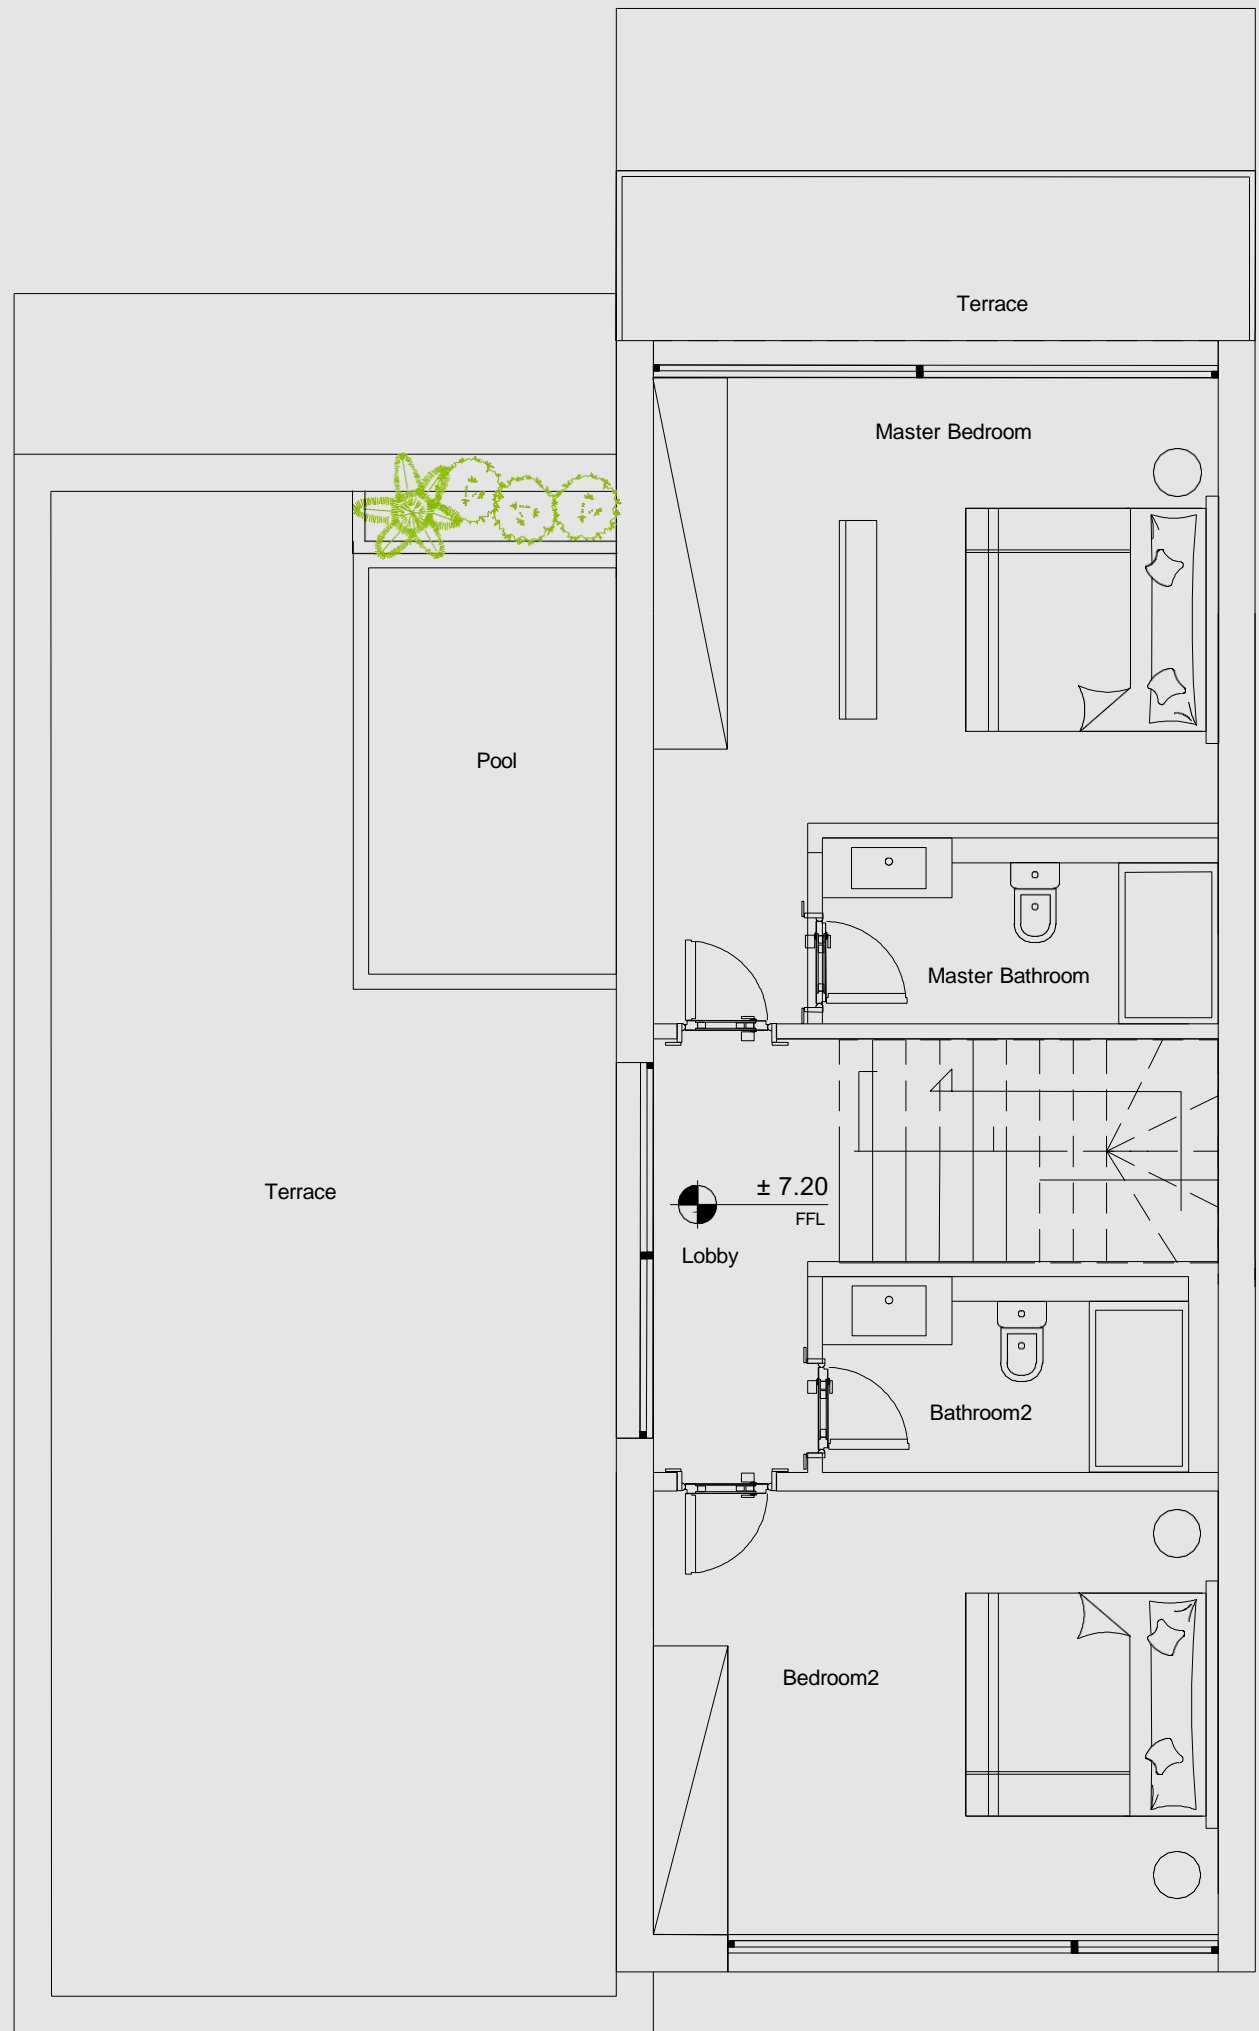 Terrace
Master Bedroom
Pool
Master Bathroom
Terrace
± 7.20
FFL
Lobby
Bathroom2
Bedroom2